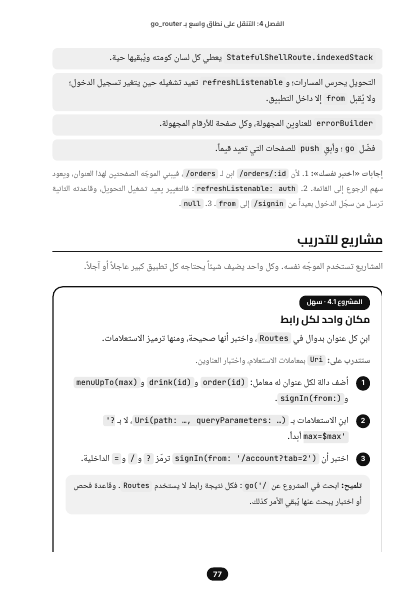 الفصل 4: التنقل على نطاق واسع بـ go_router
StatefulShellRoute.indexedStack يعطي كل لسان كومته ويُبقيها حية.
التحويل يحرس المسارات؛ و refreshListenable تعيد تشغيله حين يتغير تسجيل الدخول؛
ولا يُقبل from إلا داخل التطبيق.
errorBuilder للعناوين المجهولة، وكل صفحة للأرقام المجهولة.
فضّل go ؛ وأبقِ push للصفحات التي تعيد قيماً.
إجابات «اختبر نفسك»: 1. لأن /orders/:id ابن لـ /orders ، فيبني الموجّه الصفحتين لهذا العنوان، ويعود
سهم الرجوع إلى القائمة. 2. refreshListenable: auth : فالتغيير يعيد تشغيل التحويل، وقاعدته الثانية
ترسل من سجّل الدخول بعيداً عن /signin إلى from . 3. null .
مشاريع للتدريب
المشاريع تستخدم الموجّه نفسه. وكل واحد يضيف شيئاً يحتاجه كل تطبيق كبير عاجلاً أو آجلاً.
المشروع 4.1 · سهل
مكان واحد لكل رابط
ابنِ كل عنوان بدوال في Routes ، واختبر أنها صحيحة، ومنها ترميز الاستعلامات.
ستتدرب على: Uri بمعاملات الاستعلام، واختبار العناوين.
1 أضف دالة لكل عنوان له معامل: order(id) و drink(id) و menuUpTo(max)
و signIn(from:) .
2 ابنِ الاستعلامات بـ Uri(path: …, queryParameters: …) ، لا بـ '?
max=$max' أبداً.
3 اختبر أن signIn(from: '/account?tab=2') ترمّز ? و / و = الداخلية.
تلميح: ابحث في المشروع عن go('/ : فكل نتيجة رابط لا يستخدم Routes . وقاعدة فحص
أو اختبار يبحث عنها يُبقي الأمر كذلك.
77